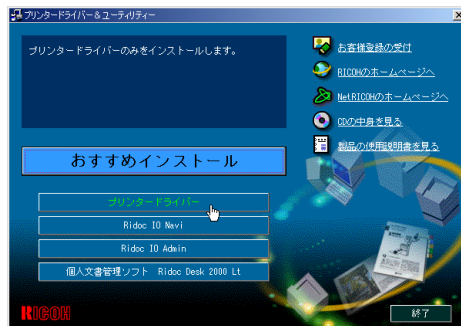 プリンタードライバー＆ユーティリティー
プリンタードライバーのみをインストールします。
おすすめインストール
プリンタードライバー
Ridoc IO Navi
Ridoc IO Admin
個人文書管理ソフト Ridoc Desk 2000 Lt
お客様登録の受付
RICOHのホームページへ
NetRICOHのホームページへ
CDの中身を見る
製品の使用説明書を見る
RICOH
終了